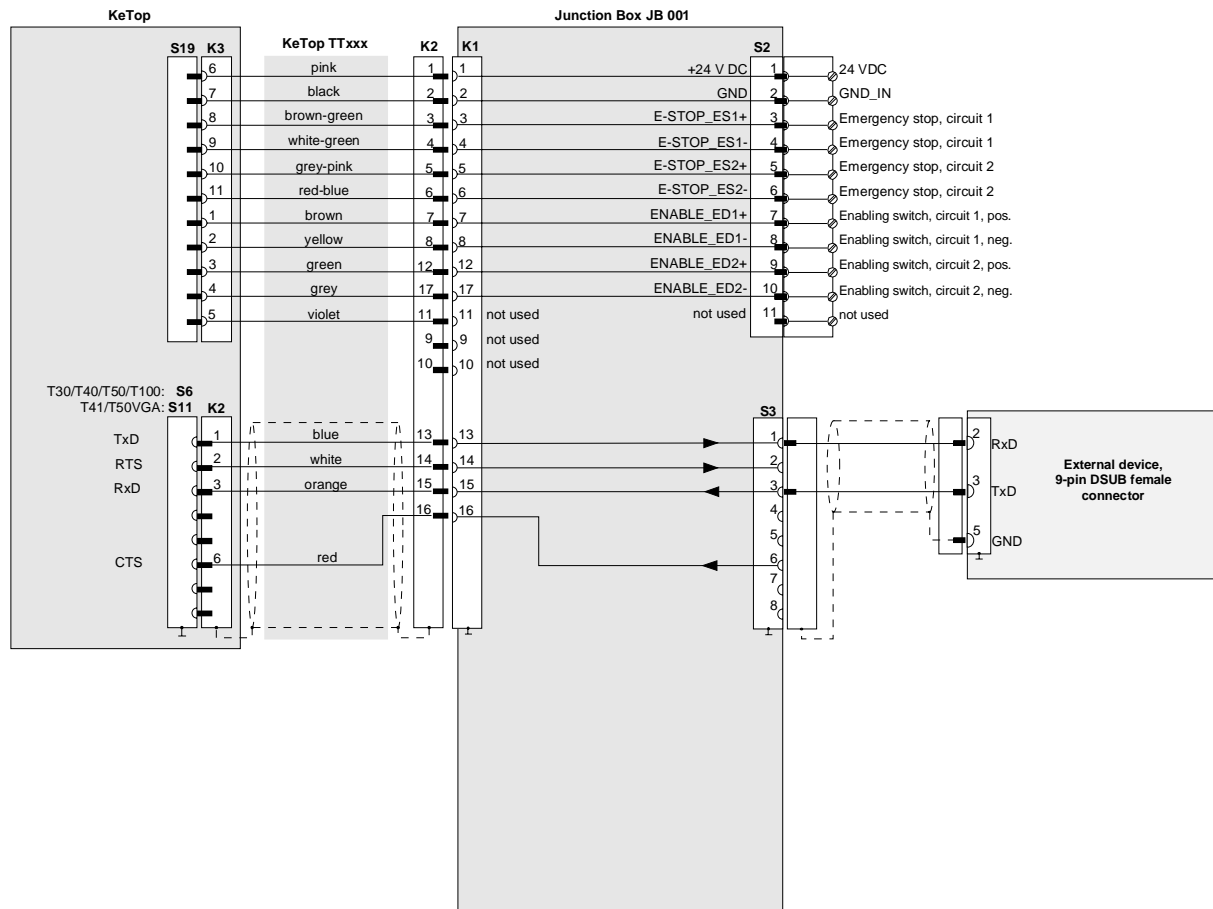 KeTop
Junction Box JB 001
S19 K3 KeTop TTxxx K2 K1 S2
6 pink 1 1 +24 V DC 1 24 VDC
7 black 2 2 GND 2 GND_IN
8 brown-green 3 3 E-STOP_ES1+ 3 Emergency stop, circuit 1
9 white-green 4 4 E-STOP_ES1- 4 Emergency stop, circuit 1
10 grey-pink 5 5 E-STOP_ES2+ 5 Emergency stop, circuit 2
11 red-blue 6 6 E-STOP_ES2- 6 Emergency stop, circuit 2
1 brown 7 7 ENABLE_ED1+ 7 Enabling switch, circuit 1, pos.
2 yellow 8 8 ENABLE_ED1- 8 Enabling switch, circuit 1, neg.
3 green 12 12 ENABLE_ED2+ 9 Enabling switch, circuit 2, pos.
4 grey 17 17 ENABLE_ED2- 10 Enabling switch, circuit 2, neg.
5 violet 11 11 not used not used 11 not used
9 9 not used
10 10 not used
T30/T40/T50/T100: S6
T41/T50VGA: S11 K2 S3
TxD 1 blue 13 13 1 2 RxD
RTS 2 white 14 14 2
RxD 3 orange 15 15 3 3 TxD
16 16 4
5 5 GND
CTS 6 red 6
7
8
External device,
9-pin DSUB female
connector